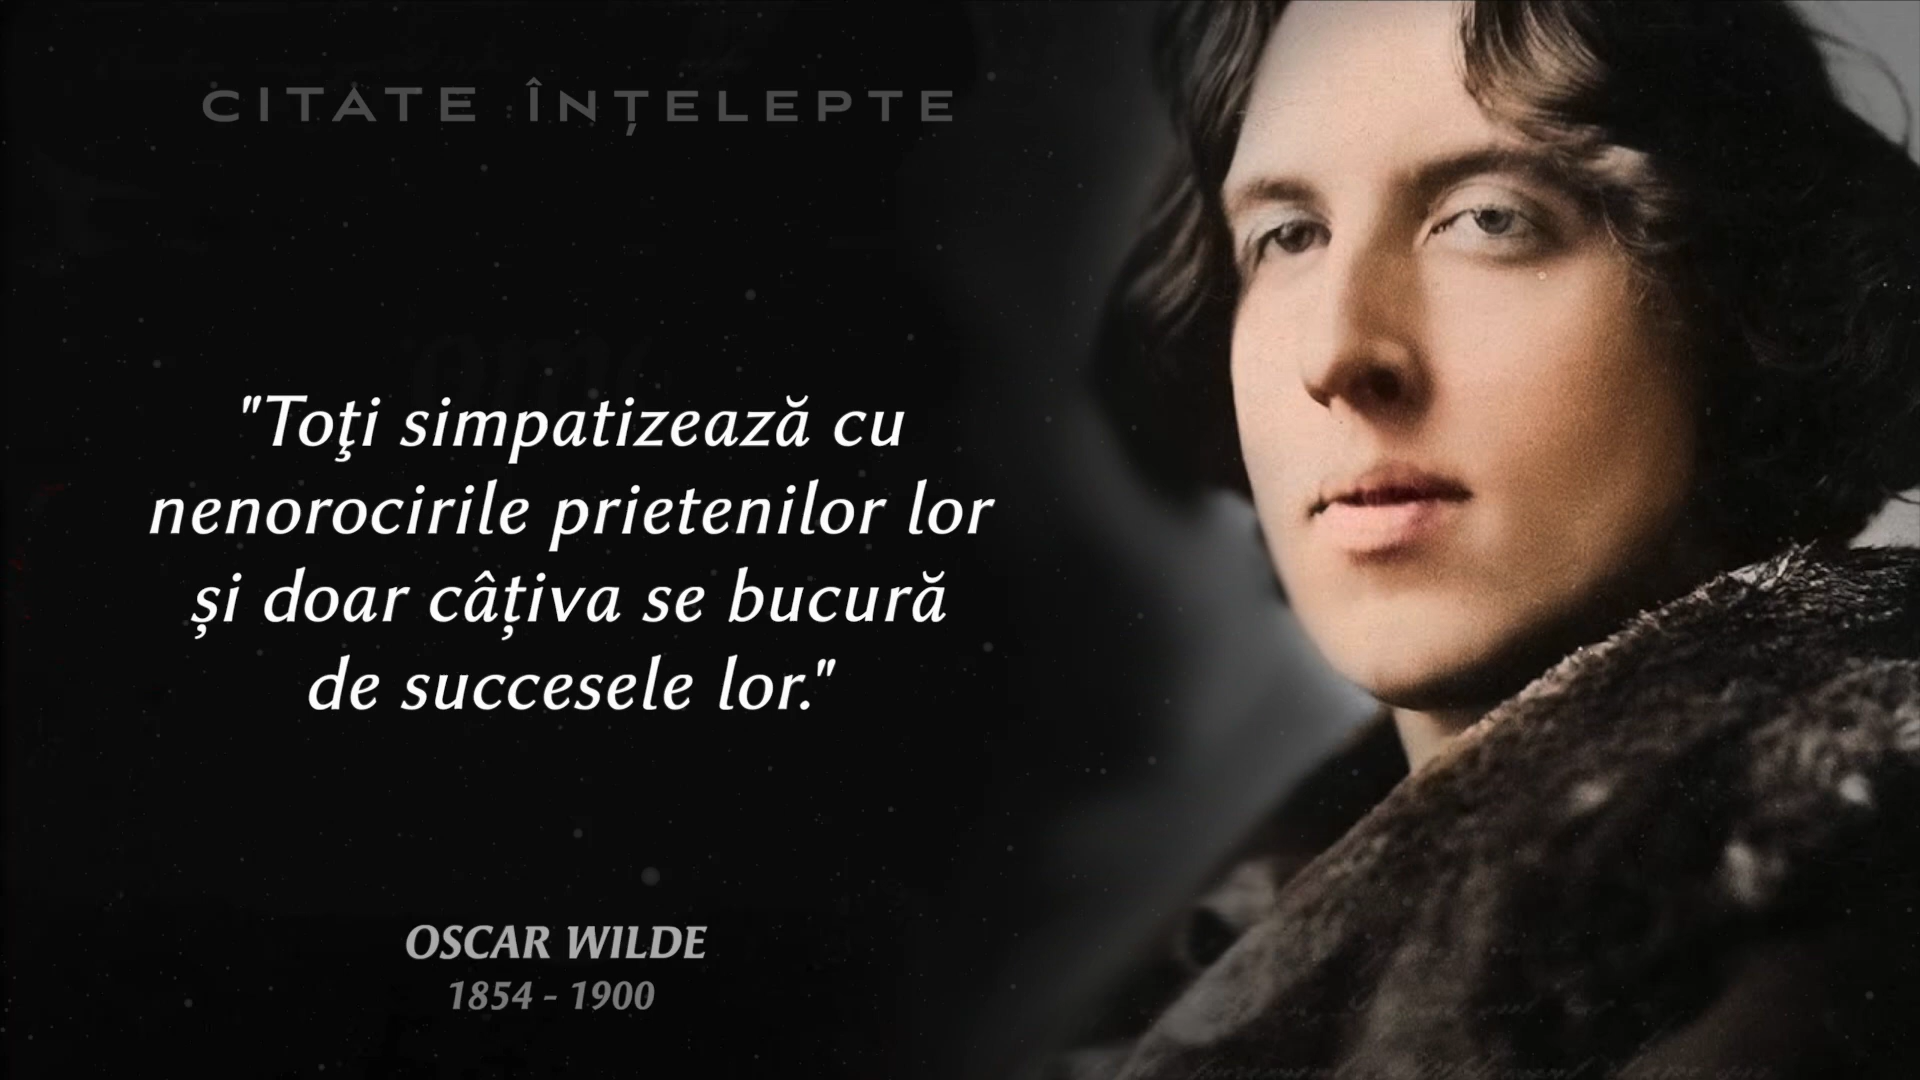 CITATE ÎNȚELEPTE
"Toţi simpatizează cu
nenorocirile prietenilor lor
și doar câțiva se bucură
de succesele lor."
OSCAR WILDE
1854 - 1900